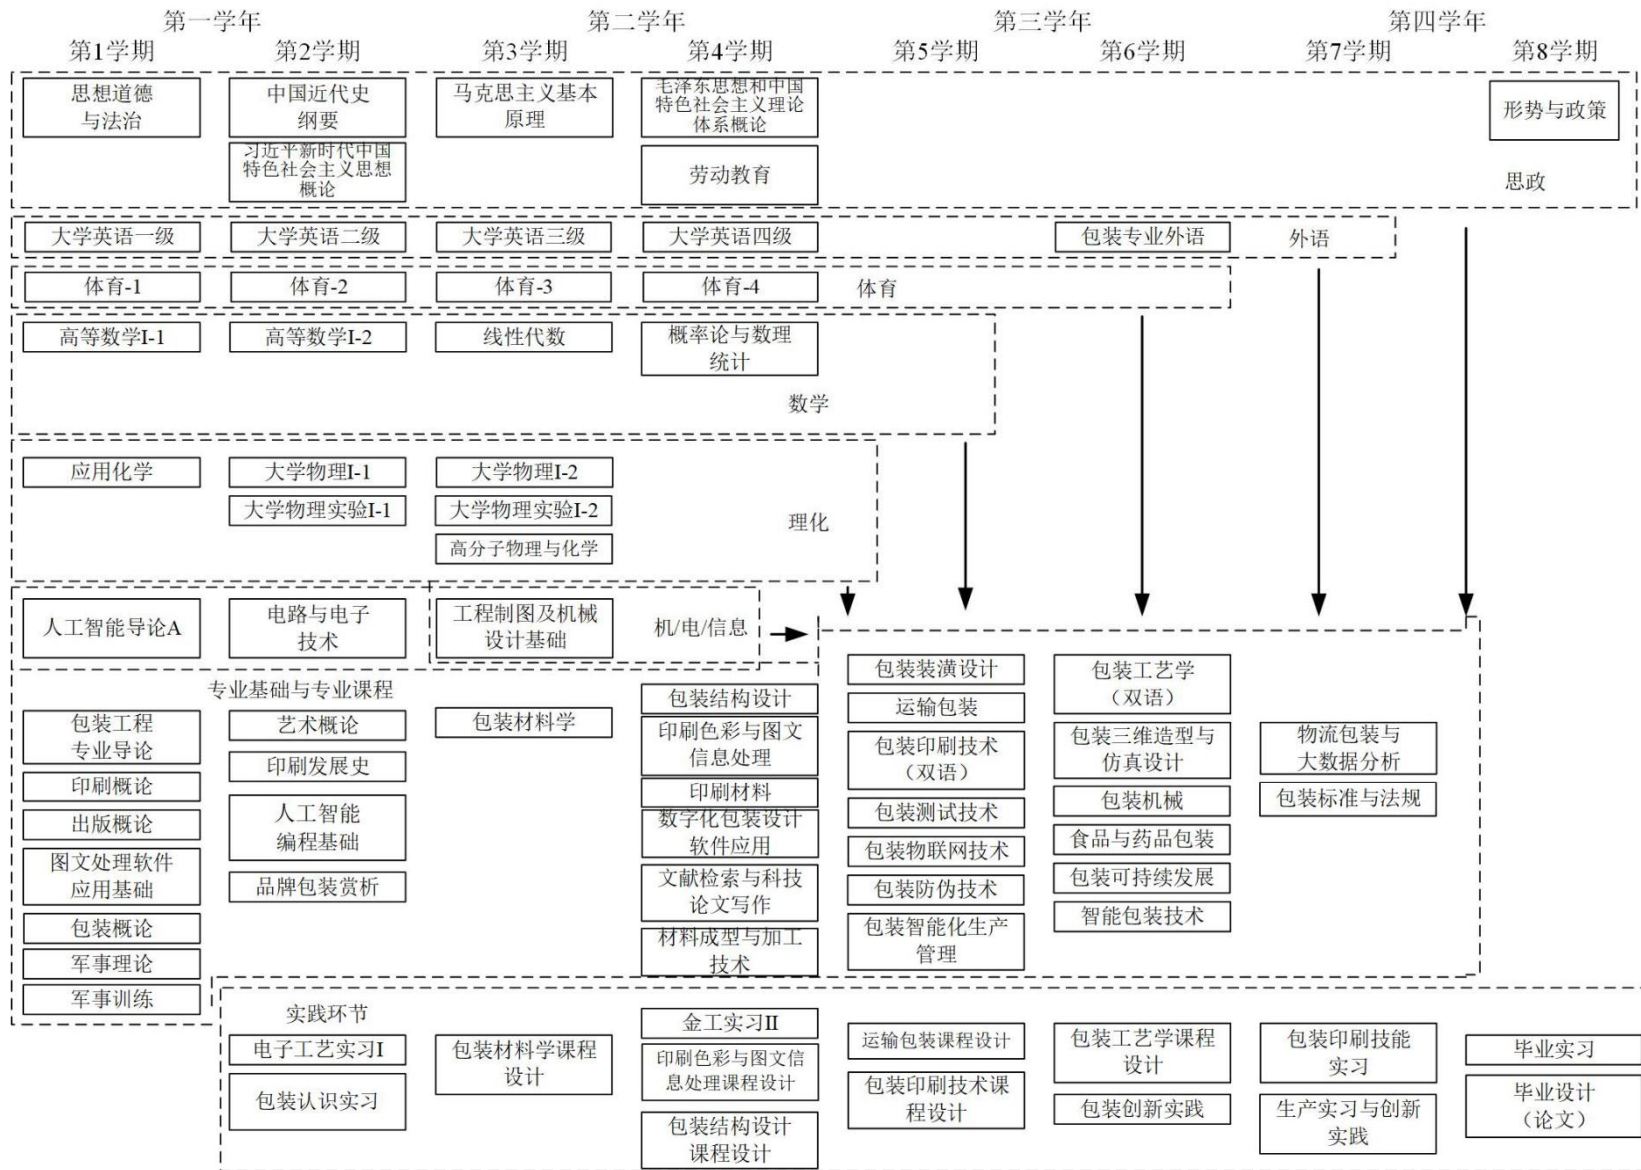 第一学年
第二学年
第三学年
第四学年
第1学期
第2学期
第3学期
第4学期
第5学期
第6学期
第7学期
第8学期
思想道德
与法治
中国近代史
纲要
马克思主义基本
原理
毛泽东思想和中国
特色社会主义理论
体系概论
形势与政策
习近平新时代中国
特色社会主义思想
概论
劳动教育
思政
大学英语一级
大学英语二级
大学英语三级
大学英语四级
包装专业外语
外语
体育-1
体育-2
体育-3
体育-4
体育
高等数学I-1
高等数学I-2
线性代数
概率论与数理
统计
数学
应用化学
大学物理I-1
大学物理I-2
大学物理实验I-1
大学物理实验I-2
高分子物理与化学
理化
人工智能导论A
电路与电子
技术
工程制图及机械
设计基础
机/电/信息
专业基础与专业课程
包装工程
专业导论
印刷概论
出版概论
图文处理软件
应用基础
包装概论
军事理论
军事训练
艺术概论
印刷发展史
人工智能
编程基础
品牌包装赏析
包装材料学
包装结构设计
印刷色彩与图文
信息处理
印刷材料
数字化包装设计
软件应用
文献检索与科技
论文写作
材料成型与加工
技术
包装装潢设计
运输包装
包装印刷技术
（双语）
包装测试技术
包装物联网技术
包装防伪技术
包装智能化生产
管理
包装工艺学
（双语）
包装三维造型与
仿真设计
包装机械
食品与药品包装
包装可持续发展
智能包装技术
物流包装与
大数据分析
包装标准与法规
实践环节
电子工艺实习I
包装认识实习
包装材料学课程
设计
金工实习II
印刷色彩与图文信
息处理课程设计
包装结构设计
课程设计
运输包装课程设计
包装印刷技术课
程设计
包装工艺学课程
设计
包装创新实践
包装印刷技能
实习
生产实习与创新
实践
毕业实习
毕业设计
（论文）